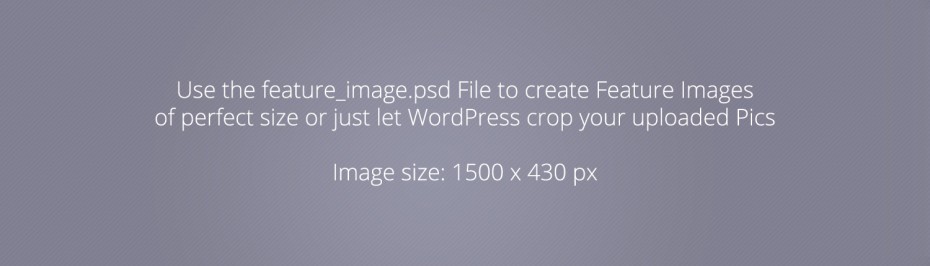 Use the feature_image.psd File to create Feature Images
of perfect size or just let WordPress crop your uploaded Pics
Image size: 1500 x 430 px